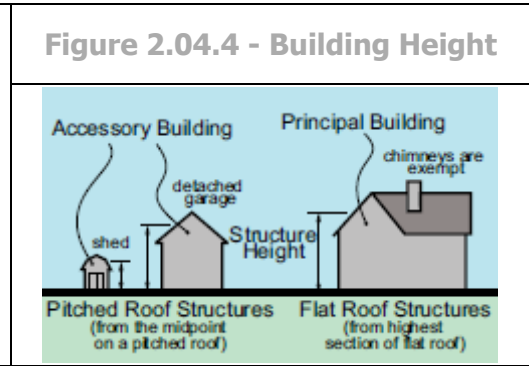 Figure 2.04.4 - Building Height
Accessory Building
Principal Building
chimneys are
exempt
detached
garage
shed
Structure
Height
Pitched Roof Structures
(from the midpoint
on a pitched roof)
Flat Roof Structures
(from highest
section of flat roof)